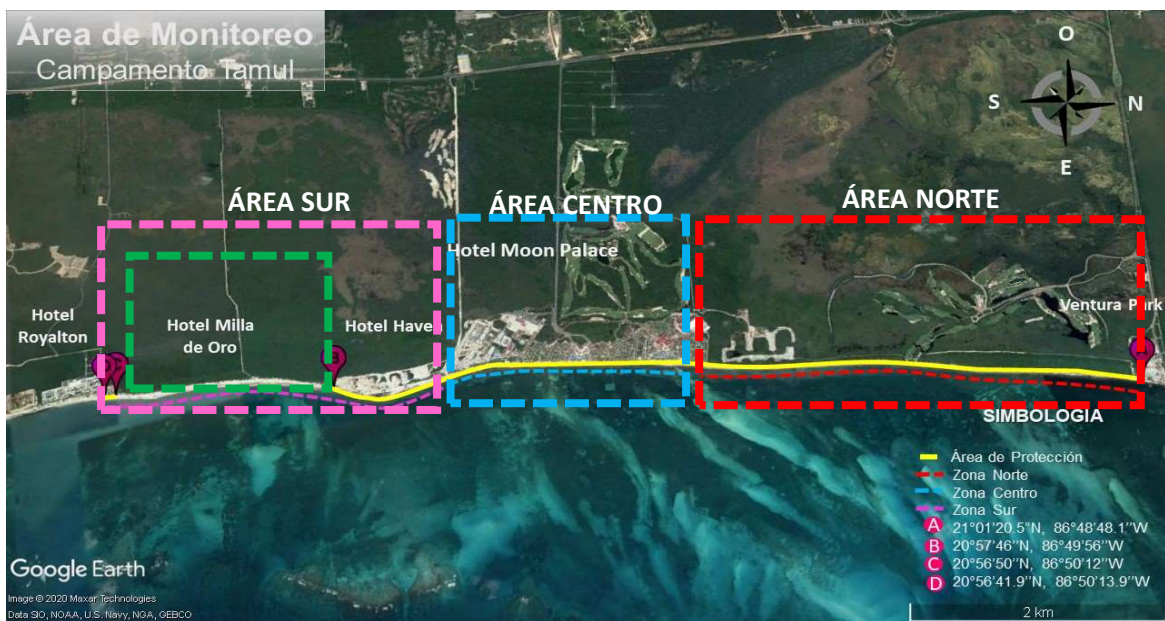 Área de Monitoreo
Campamento Tamul
O
S
N
E
ÁREA SUR
ÁREA CENTRO
ÁREA NORTE
Hotel Moon Palace
Hotel
Royalton
Hotel Milla
de Oro
Hotel Haven
Ventura Park
B
SIMBOLOGIA
Área de Protección
Zona Norte
Zona Centro
Zona Sur
A 21°01'20.5"N, 86°48'48.1''W
B 20°57'46''N, 86°49'56''W
C 20°56'50''N, 86°50'12''W
D 20°56'41.9''N, 86°50'13.9''W
Google Earth
Image © 2020 Maxar Technologies
Data SIO, NOAA, U.S. Navy, NGA, GEBCO
2 km